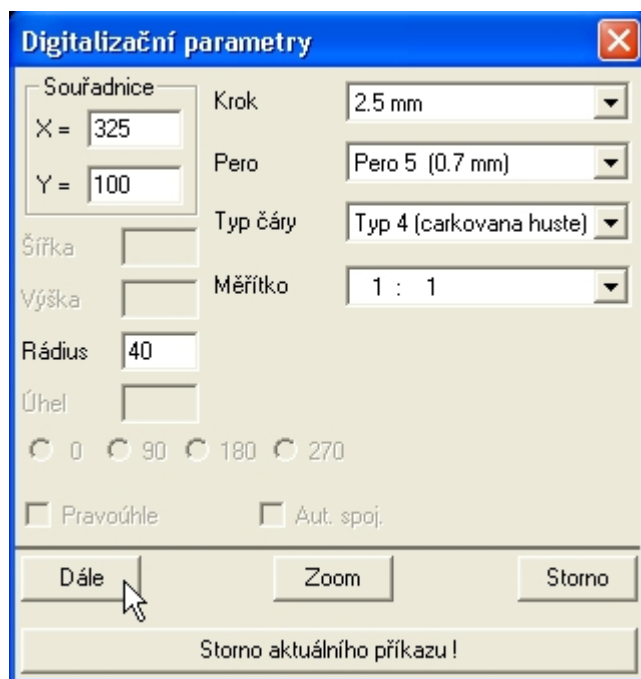 Digitalizační parametry
Souřadnice
X = 325
Y = 100
Krok 2.5 mm
Pero Pero 5 (0.7 mm)
Typ čáry Typ 4 (carkovana huste)
Měřítko 1 : 1
Šířka
Výška
Rádius 40
Úhel
0 90 180 270
Pravoúhle Aut. spoj.
Dále Zoom Storno
Storno aktuálního příkazu !